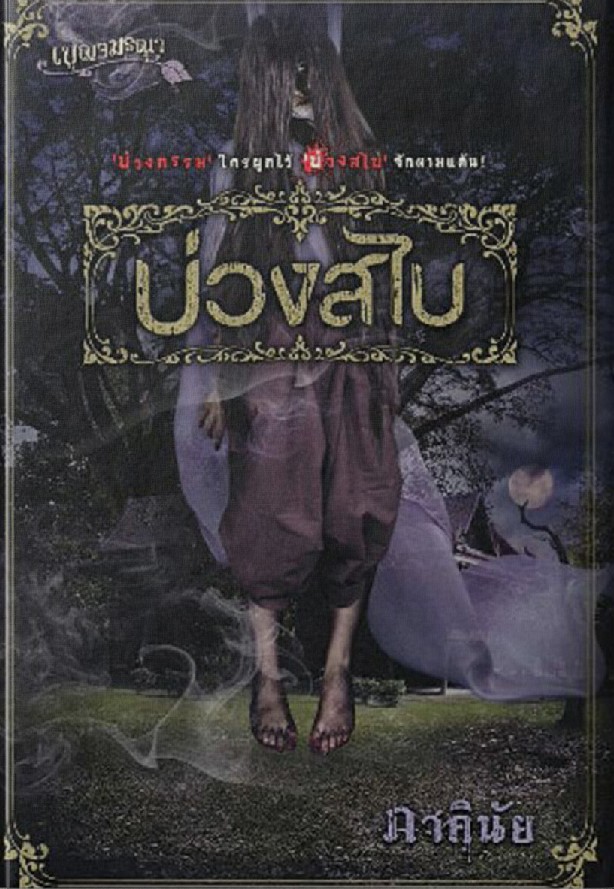 เบญจมรณา
'บ่วงกรรม' ใครผูกไว้ 'บ่วงสไบ' จักตามแค้น!
บ่วงสไบ
ภาคินัย